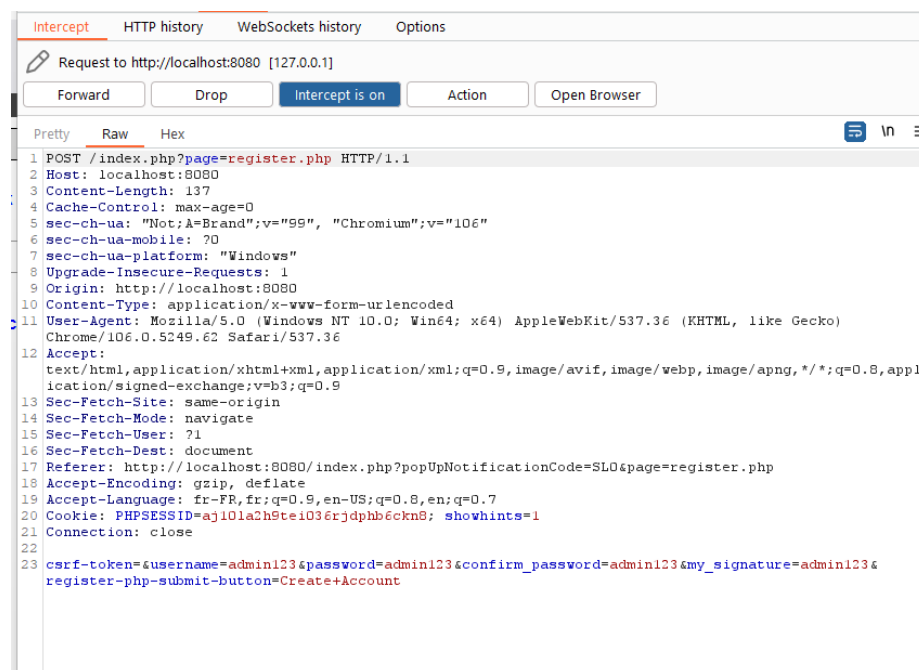 Intercept HTTP history WebSockets history Options
Request to http://localhost:8080 [127.0.0.1]
Forward Drop Intercept is on Action Open Browser
Pretty Raw Hex \n
1 POST /index.php?page=register.php HTTP/1.1
2 Host: localhost:8080
3 Content-Length: 137
4 Cache-Control: max-age=0
5 sec-ch-ua: "Not;A=Brand";v="99", "Chromium";v="106"
6 sec-ch-ua-mobile: ?0
7 sec-ch-ua-platform: "Windows"
8 Upgrade-Insecure-Requests: 1
9 Origin: http://localhost:8080
10 Content-Type: application/x-www-form-urlencoded
11 User-Agent: Mozilla/5.0 (Windows NT 10.0; Win64; x64) AppleWebKit/537.36 (KHTML, like Gecko)
Chrome/106.0.5249.62 Safari/537.36
12 Accept:
text/html,application/xhtml+xml,application/xml;q=0.9,image/avif,image/webp,image/apng,*/*;q=0.8,appl
ication/signed-exchange;v=b3;q=0.9
13 Sec-Fetch-Site: same-origin
14 Sec-Fetch-Mode: navigate
15 Sec-Fetch-User: ?1
16 Sec-Fetch-Dest: document
17 Referer: http://localhost:8080/index.php?popUpNotificationCode=SL0&page=register.php
18 Accept-Encoding: gzip, deflate
19 Accept-Language: fr-FR,fr;q=0.9,en-US;q=0.8,en;q=0.7
20 Cookie: PHPSESSID=aj101a2h9tei036rjdphb6ckn8; showhints=1
21 Connection: close
22
23 csrf-token=&username=admin123&password=admin123&confirm_password=admin123&my_signature=admin123&
register-php-submit-button=Create+Account